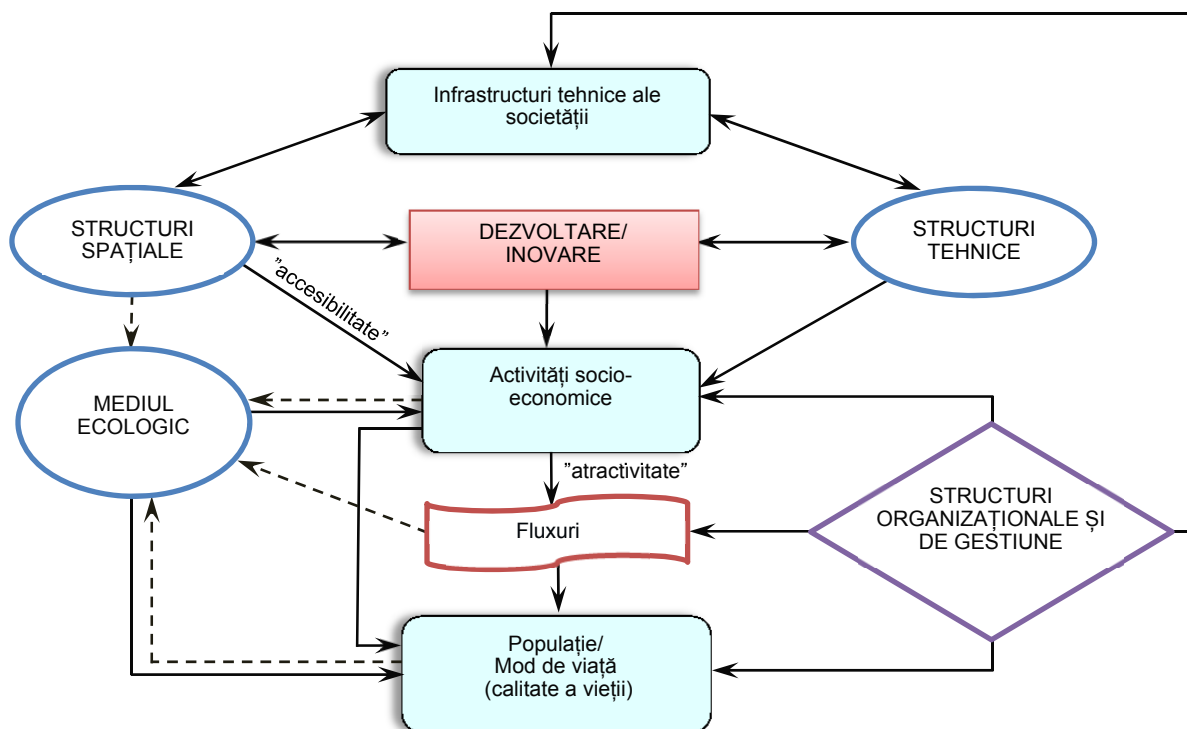 Infrastructuri tehnice ale
societății
STRUCTURI
SPAȚIALE
DEZVOLTARE/
INOVARE
STRUCTURI
TEHNICE
”accesibilitate”
Activități socio-
economice
MEDIUL
ECOLOGIC
”atractivitate”
Fluxuri
STRUCTURI
ORGANIZAȚIONALE ȘI
DE GESTIUNE
Populație/
Mod de viață
(calitate a vieții)